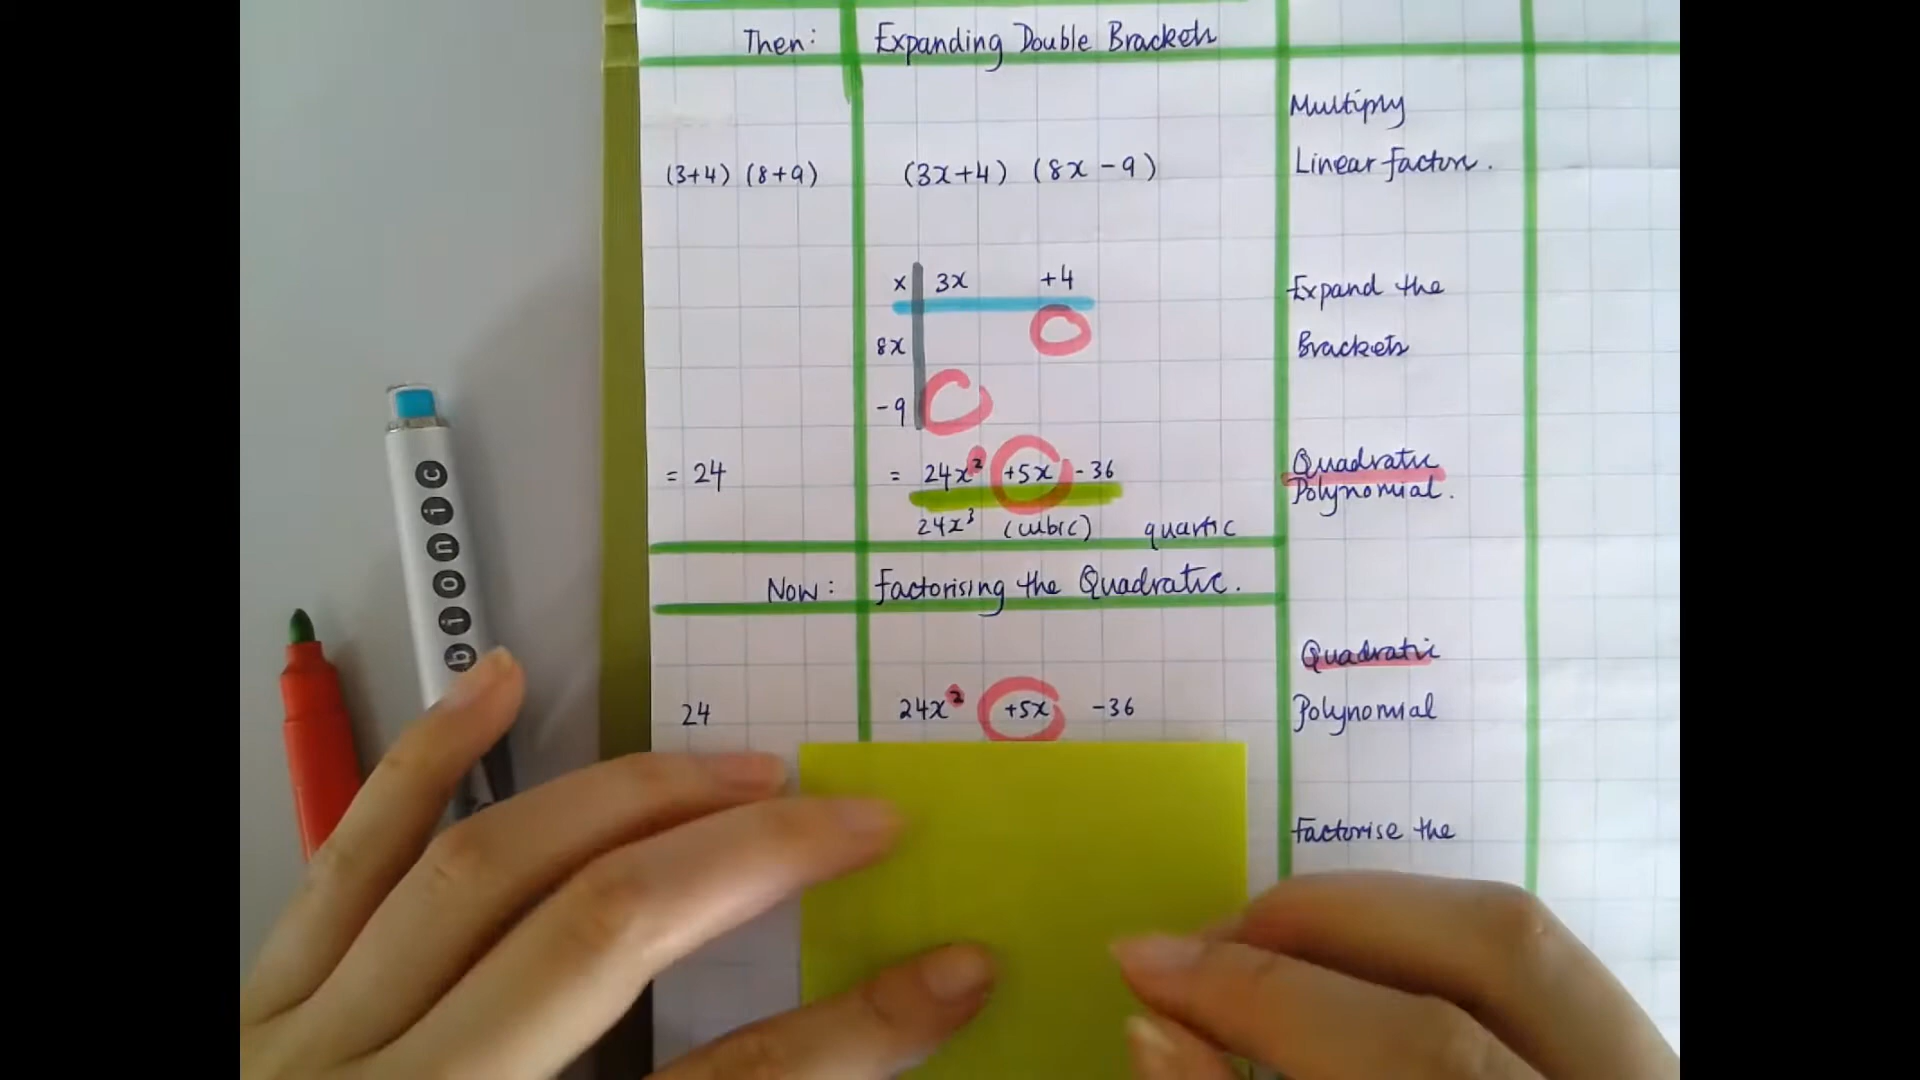 Then: Expanding Double Brackets
Multiply
(3+4) (8+9) (3x+4) (8x-9) Linear factors.
x 3x +4 Expand the
8x Brackets
-9
= 24 = 24x² +5x -36 Quadratic
Polynomial.
24x³ (cubic) quartic
Now: Factorising the Quadratic.
Quadratic
24 24x² +5x -36 Polynomial
Factorise the
bionic